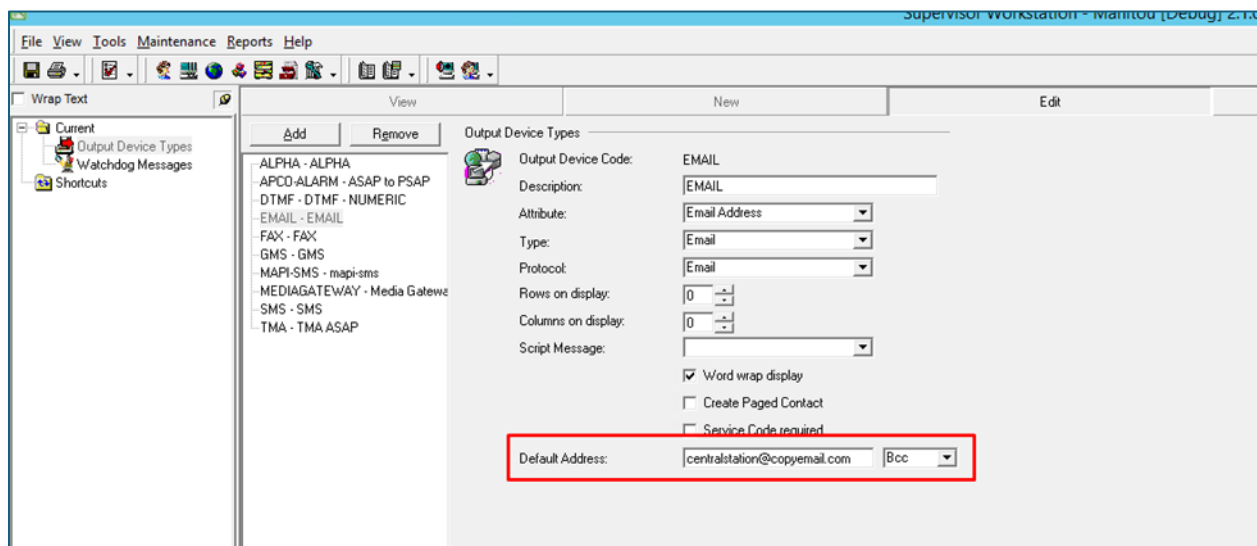 Supervisor Workstation - Manitou [Debug] 2.1.
File View Tools Maintenance Reports Help
Wrap Text
View New Edit
Current
Output Device Types
Watchdog Messages
Shortcuts
Add Remove
ALPHA - ALPHA
APCO-ALARM - ASAP to PSAP
DTMF - DTMF - NUMERIC
EMAIL - EMAIL
FAX - FAX
GMS - GMS
MAPI-SMS - mapi-sms
MEDIAGATEWAY - Media Gatewa
SMS - SMS
TMA - TMA ASAP
Output Device Types
Output Device Code: EMAIL
Description: EMAIL
Attribute: Email Address
Type: Email
Protocol: Email
Rows on display: 0
Columns on display: 0
Script Message:
Word wrap display
Create Paged Contact
Service Code required
Default Address: centralstation@copyemail.com Bcc